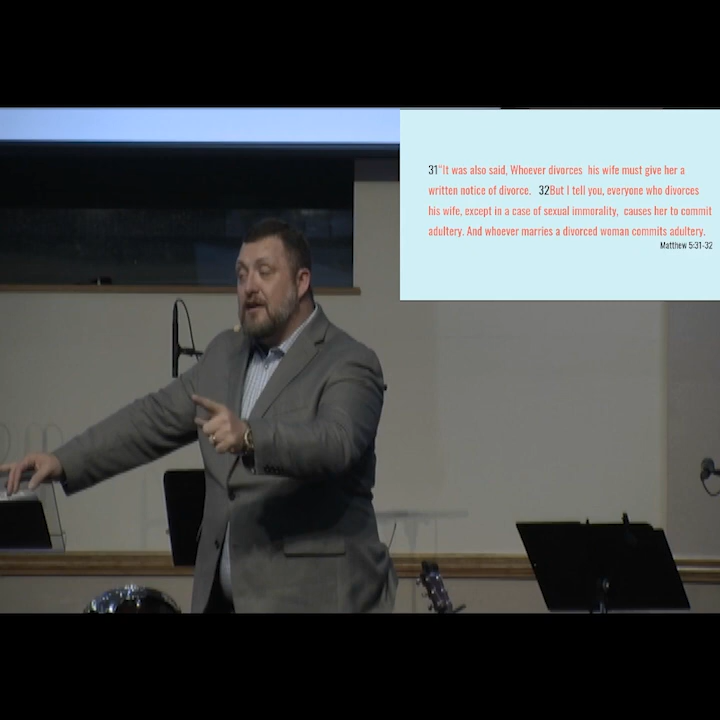 31“It was also said, Whoever divorces his wife must give her a
written notice of divorce. 32But I tell you, everyone who divorces
his wife, except in a case of sexual immorality, causes her to commit
adultery. And whoever marries a divorced woman commits adultery.
Matthew 5:31-32